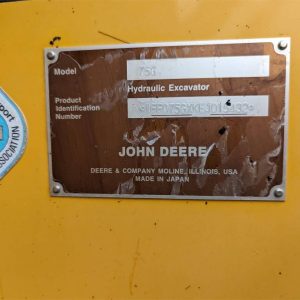 Model 75G
Hydraulic Excavator
Product
Identification
Number
JOHN DEERE
DEERE & COMPANY MOLINE, ILLINOIS, USA
MADE IN JAPAN